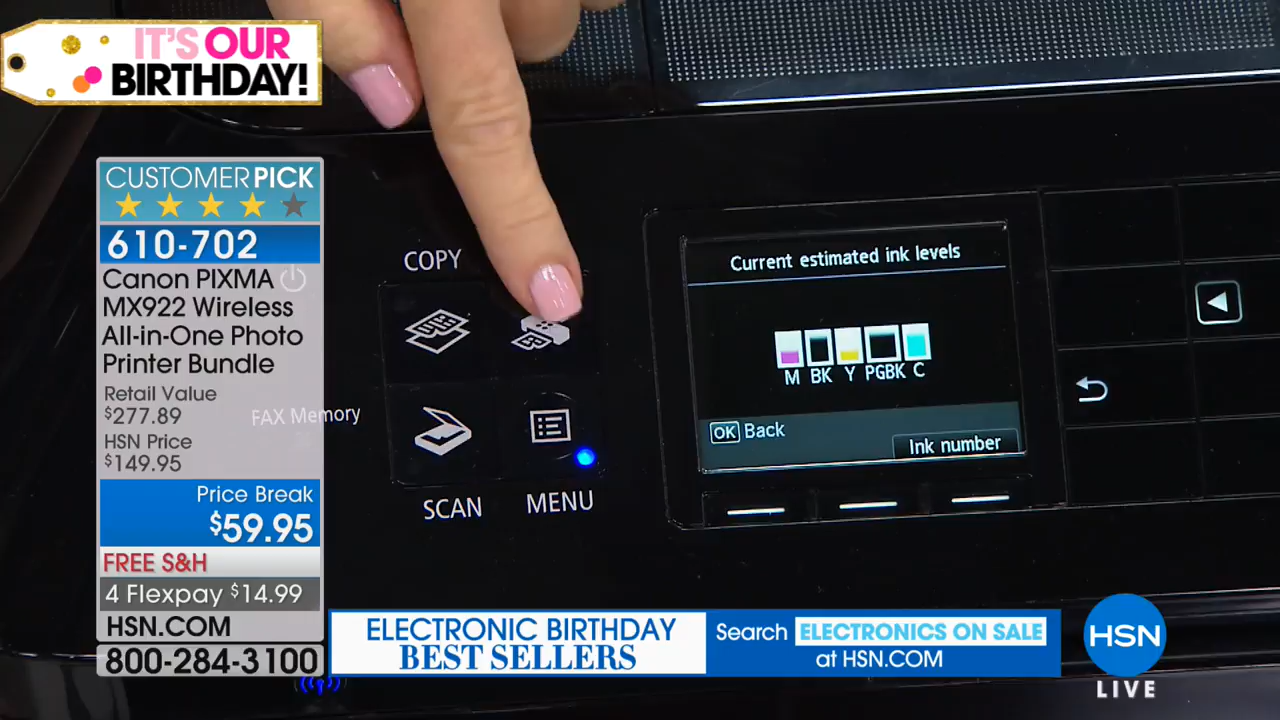 IT'S OUR
BIRTHDAY!
CUSTOMER PICK
610-702
Canon PIXMA
MX922 Wireless
All-in-One Photo
Printer Bundle
Retail Value
$277.89
HSN Price
$149.95
Price Break
$59.95
FREE S&H
4 Flexpay $14.99
HSN.COM
800-284-3100
FAX Memory
COPY
SCAN
MENU
Current estimated ink levels
M BK Y PGBK C
OK Back
Ink number
ELECTRONIC BIRTHDAY
BEST SELLERS
Search ELECTRONICS ON SALE
at HSN.COM
HSN
LIVE